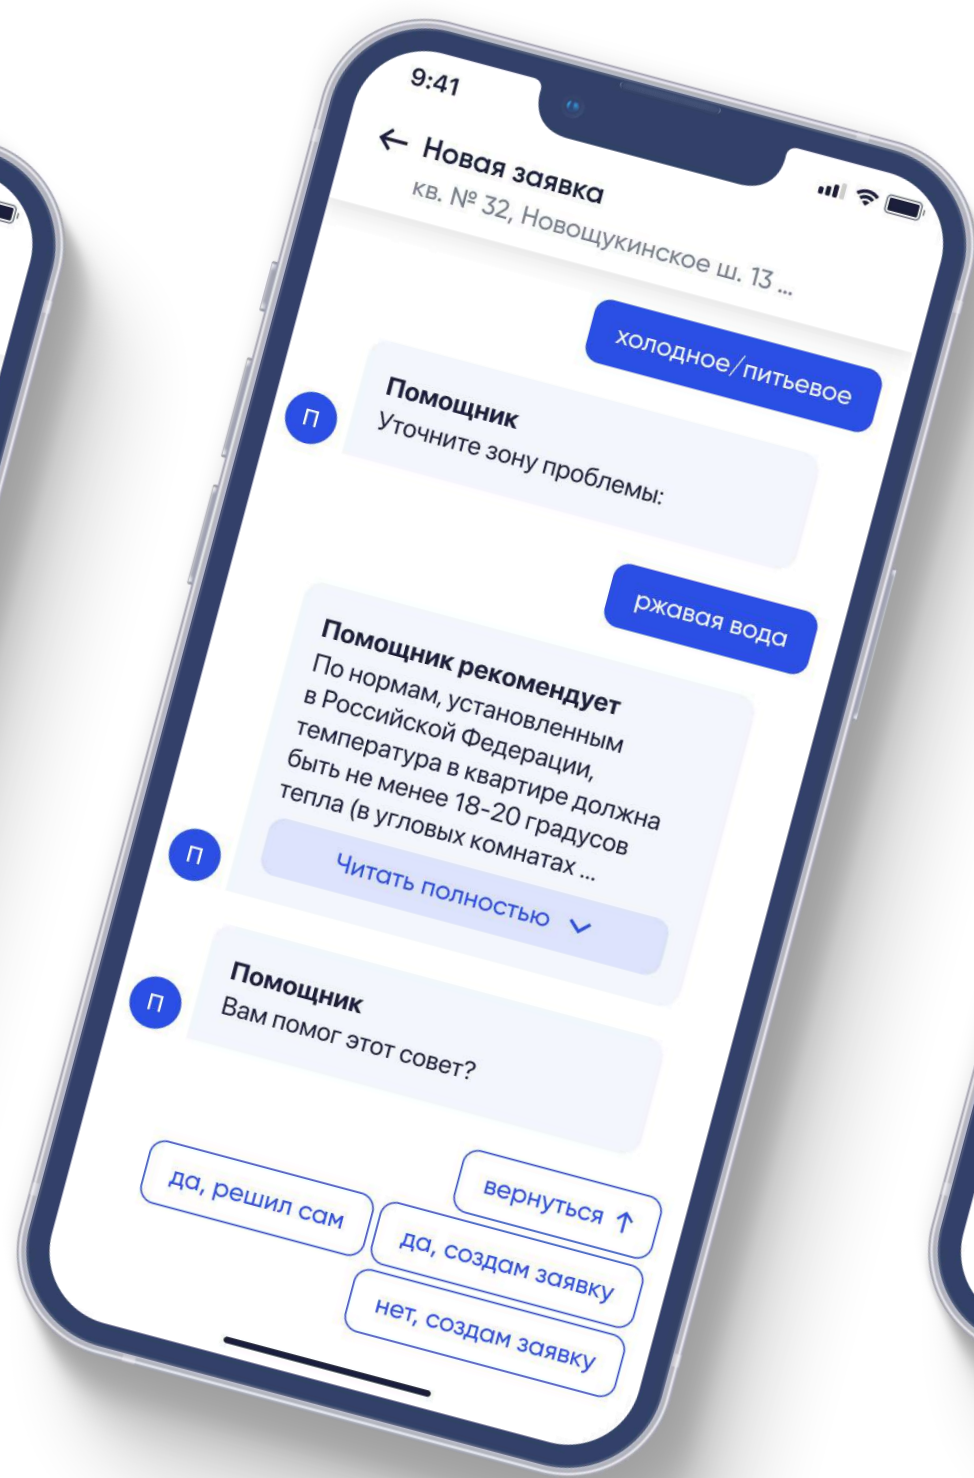 9:41
← Новая заявка
кв. № 32, Новощукинское ш. 13 ...
холодное/питьевое
Помощник
П
Уточните зону проблемы:
ржавая вода
Помощник рекомендует
По нормам, установленным
в Российской Федерации,
температура в квартире должна
быть не менее 18-20 градусов
тепла (в угловых комнатах ...
П
Читать полностью
Помощник
П
Вам помог этот совет?
вернуться ↑
да, решил сам
да, создам заявку
нет, создам заявку